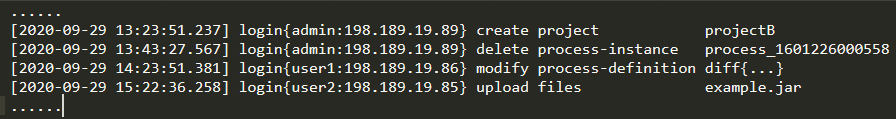 ......
[2020-09-29 13:23:51.237] login{admin:198.189.19.89} create project          projectB
[2020-09-29 13:43:27.567] login{admin:198.189.19.89} delete process-instance   process_1601226000558
[2020-09-29 14:23:51.381] login{user1:198.189.19.86} modify process-definition diff{...}
[2020-09-29 15:22:36.258] login{user2:198.189.19.85} upload files            example.jar
......